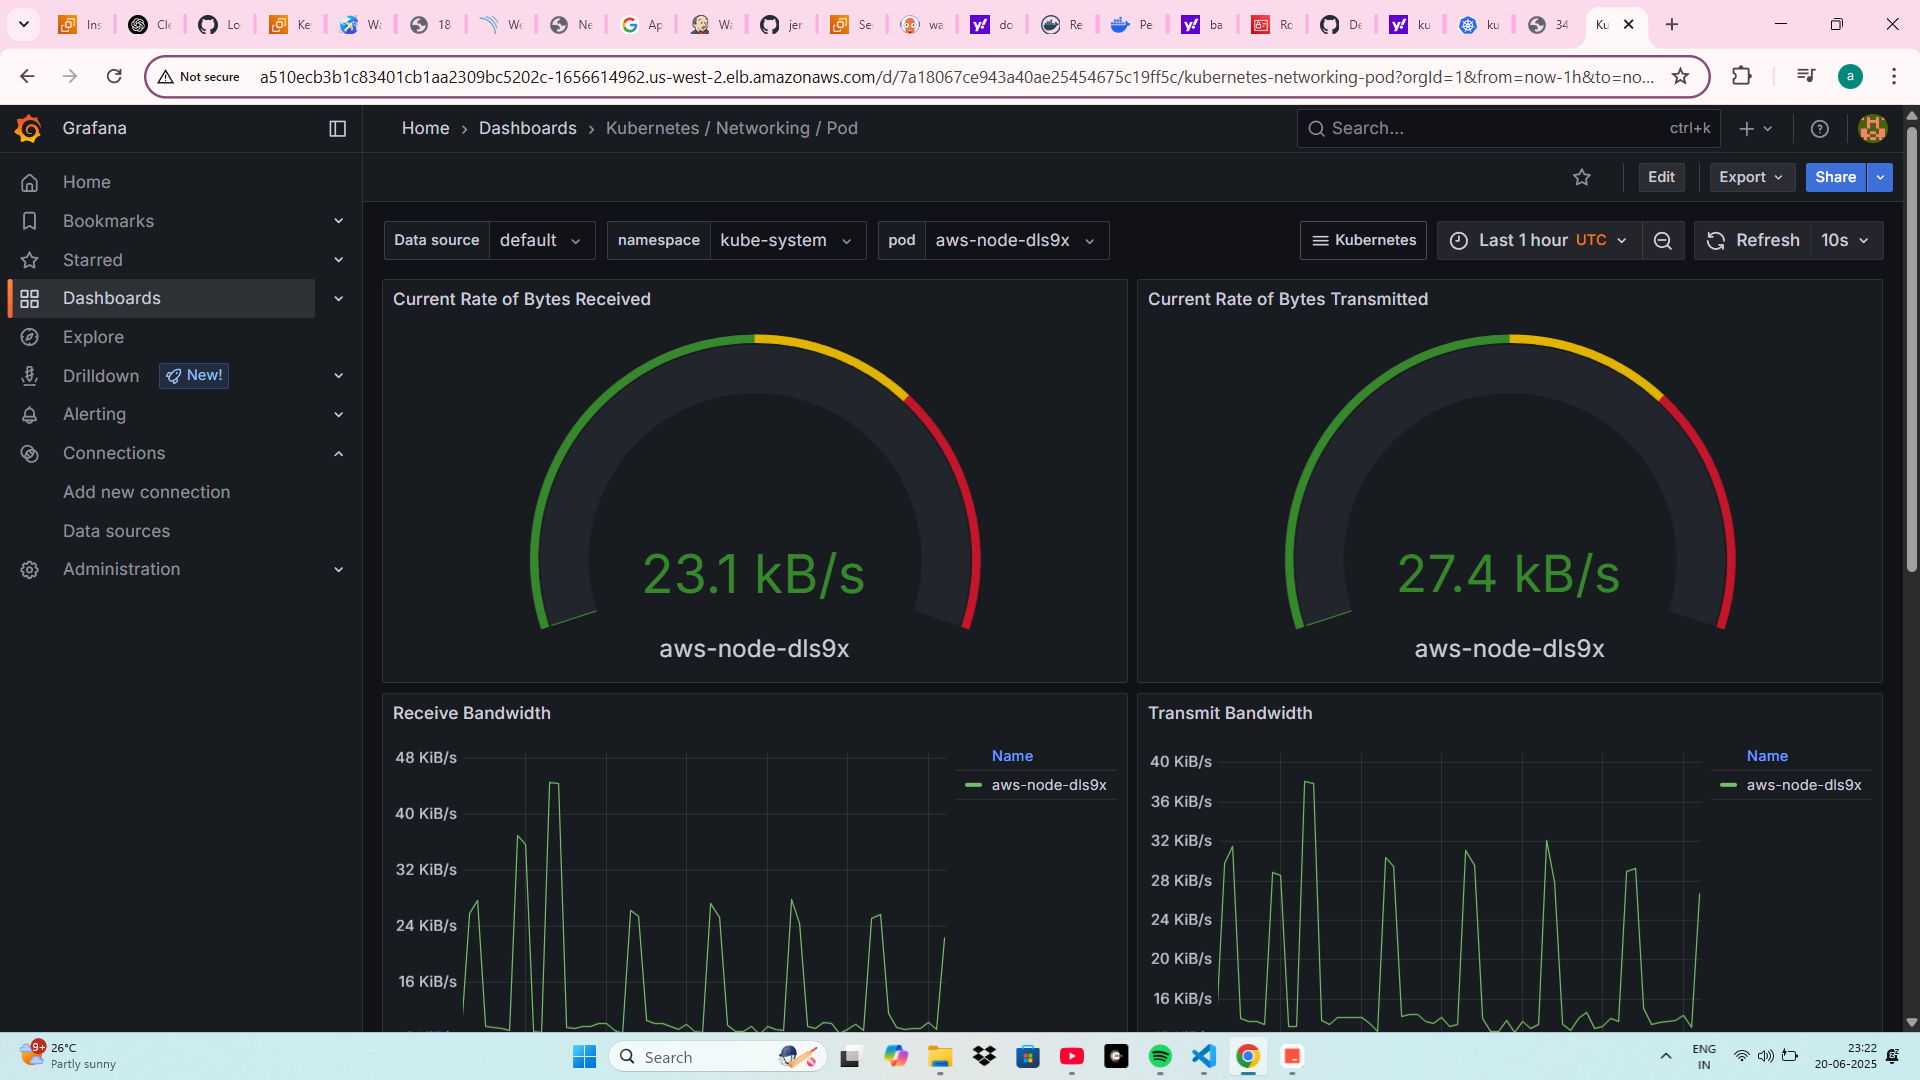 Ins
Cle
Lo
Ke
Wa
18
We
Ne
Ap
Wa
jer
Se
wa
do
Re
Pe
ba
Ro
De
ku
ku
34
Ku
Not secure
a510ecb3b1c83401cb1aa2309bc5202c-1656614962.us-west-2.elb.amazonaws.com/d/7a18067ce943a40ae25454675c19ff5c/kubernetes-networking-pod?orgId=1&from=now-1h&to=no...
a
Grafana
Home › Dashboards › Kubernetes / Networking / Pod
Search...
ctrl+k
Home
Bookmarks
Starred
Dashboards
Explore
Drilldown
New!
Alerting
Connections
Add new connection
Data sources
Administration
Edit
Export
Share
Data source
default
namespace
kube-system
pod
aws-node-dls9x
Kubernetes
Last 1 hour UTC
Refresh
10s
Current Rate of Bytes Received
23.1 kB/s
aws-node-dls9x
Current Rate of Bytes Transmitted
27.4 kB/s
aws-node-dls9x
Receive Bandwidth
48 KiB/s
40 KiB/s
32 KiB/s
24 KiB/s
16 KiB/s
Name
aws-node-dls9x
Transmit Bandwidth
40 KiB/s
36 KiB/s
32 KiB/s
28 KiB/s
24 KiB/s
20 KiB/s
16 KiB/s
Name
aws-node-dls9x
9+
26°C
Partly sunny
Search
ENG
IN
23:22
20-06-2025